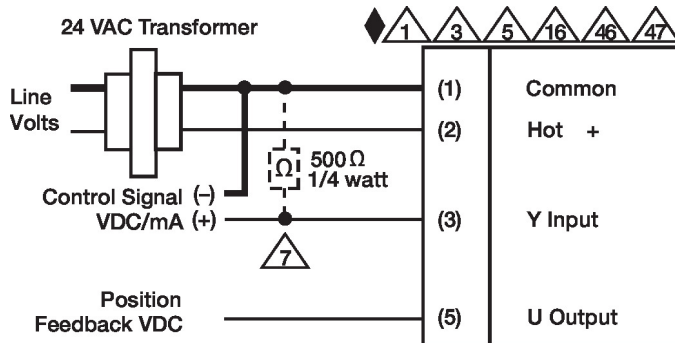 24 VAC Transformer
1 3 5 16 46 47
Line
Volts
(1) Common
(2) Hot +
Ω 500 Ω
1/4 watt
Control Signal (–)
VDC/mA (+)
(3) Y Input
7
Position
Feedback VDC
(5) U Output